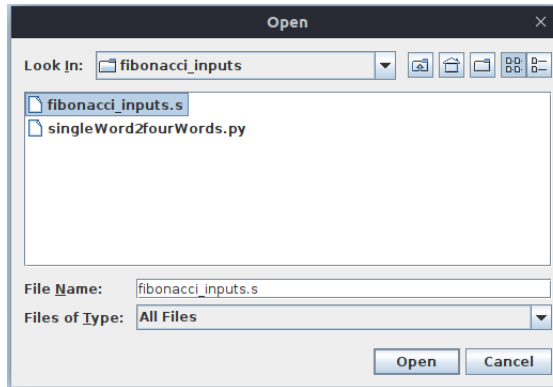 Open
Look In: fibonacci_inputs
fibonacci_inputs.s
singleWord2fourWords.py
File Name: fibonacci_inputs.s
Files of Type: All Files
Open Cancel